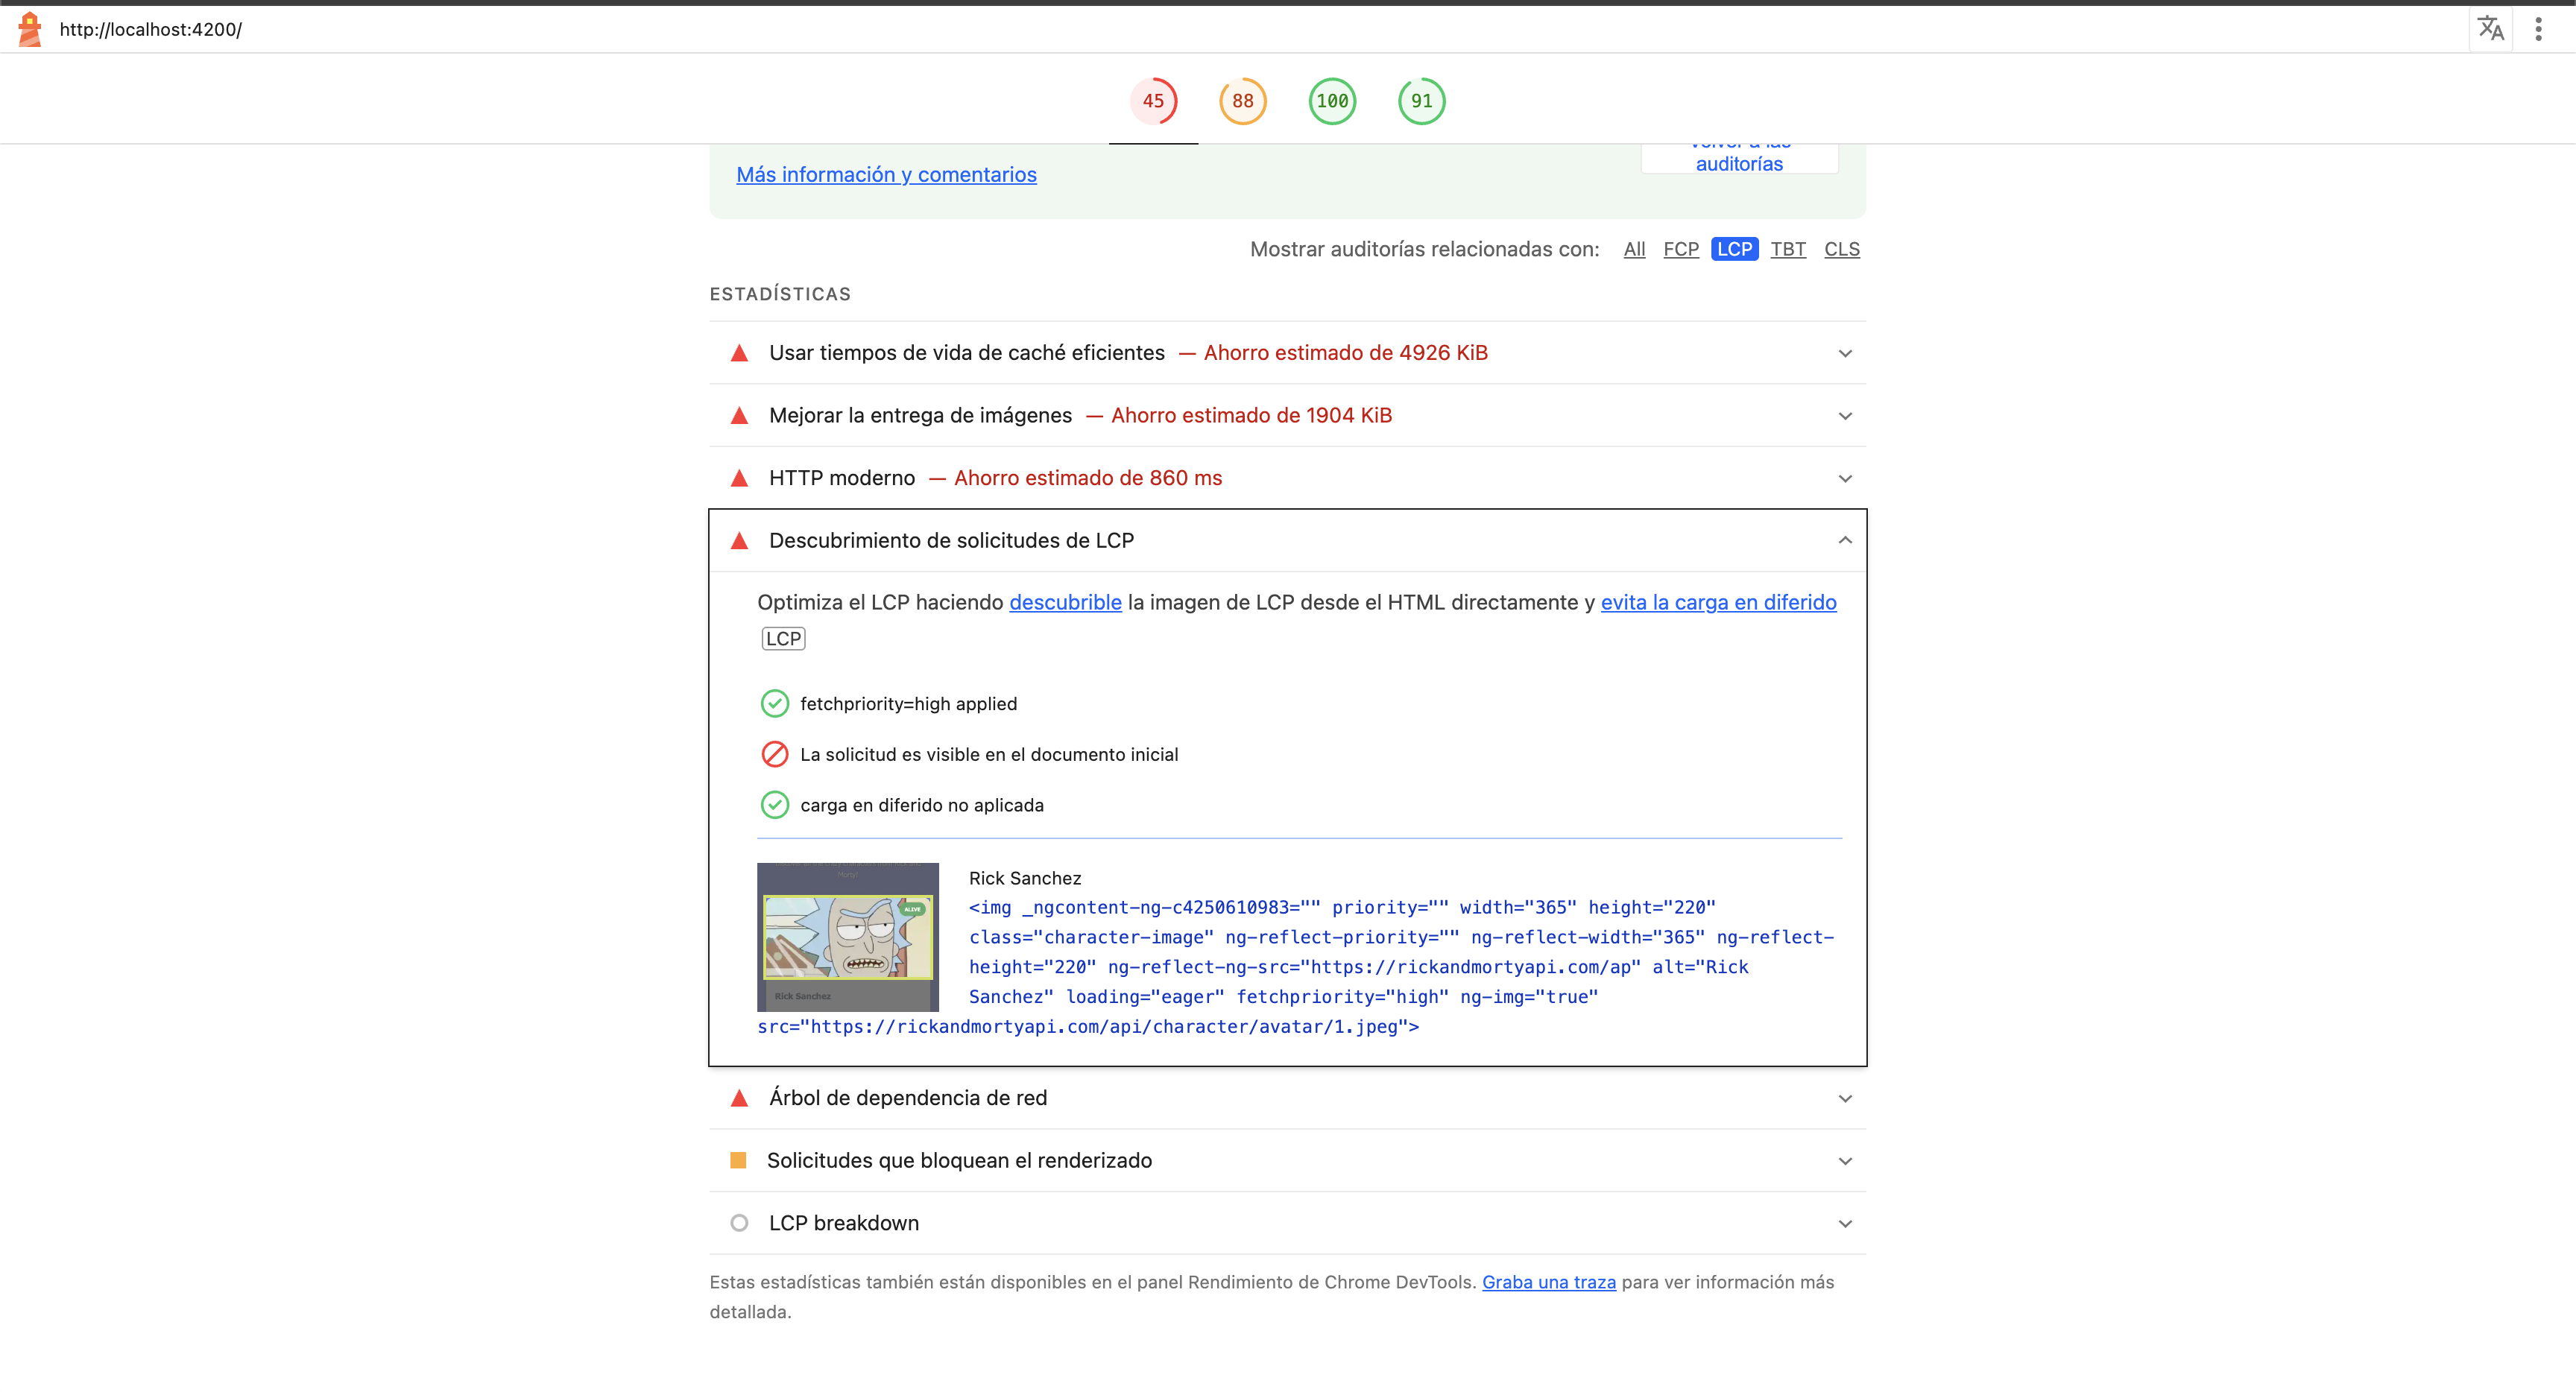 http://localhost:4200/
45
88
100
91
Volver a las
auditorías
Más información y comentarios
Mostrar auditorías relacionadas con: All FCP LCP TBT CLS
ESTADÍSTICAS
Usar tiempos de vida de caché eficientes — Ahorro estimado de 4926 KiB
Mejorar la entrega de imágenes — Ahorro estimado de 1904 KiB
HTTP moderno — Ahorro estimado de 860 ms
Descubrimiento de solicitudes de LCP
Optimiza el LCP haciendo descubrible la imagen de LCP desde el HTML directamente y evita la carga en diferido
LCP
fetchpriority=high applied
La solicitud es visible en el documento inicial
carga en diferido no aplicada
Morty!
ALIVE
Rick Sanchez
Rick Sanchez
<img _ngcontent-ng-c4250610983="" priority="" width="365" height="220"
class="character-image" ng-reflect-priority="" ng-reflect-width="365" ng-reflect-
height="220" ng-reflect-ng-src="https://rickandmortyapi.com/ap" alt="Rick
Sanchez" loading="eager" fetchpriority="high" ng-img="true"
src="https://rickandmortyapi.com/api/character/avatar/1.jpeg">
Árbol de dependencia de red
Solicitudes que bloquean el renderizado
LCP breakdown
Estas estadísticas también están disponibles en el panel Rendimiento de Chrome DevTools. Graba una traza para ver información más
detallada.